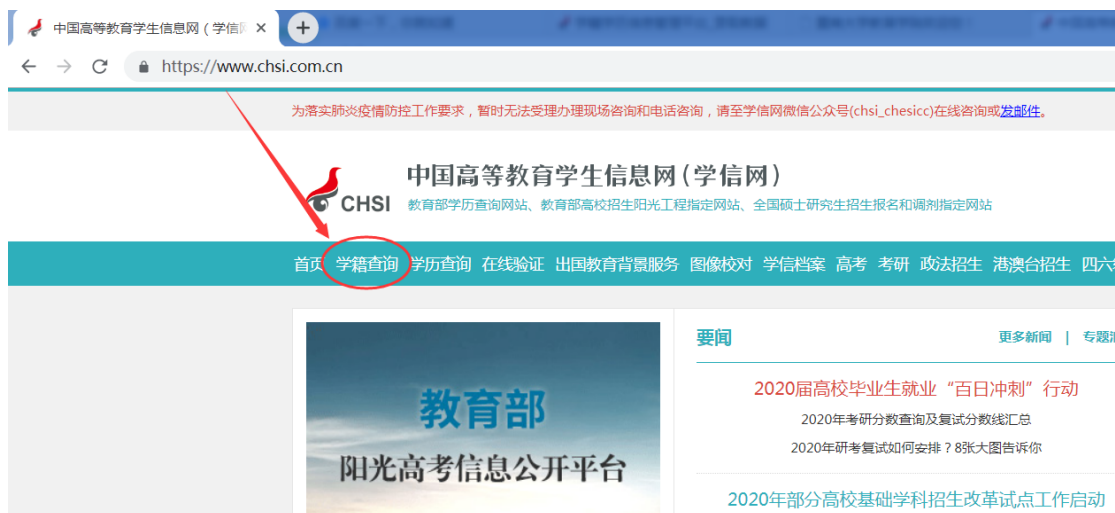 中国高等教育学生信息网（学信
https://www.chsi.com.cn
为落实肺炎疫情防控工作要求，暂时无法受理办理现场咨询和电话咨询，请至学信网微信公众号(chsi_chesicc)在线咨询或发邮件。
中国高等教育学生信息网(学信网)
CHSI
教育部学历查询网站、教育部高校招生阳光工程指定网站、全国硕士研究生招生报名和调剂指定网站
首页 学籍查询 学历查询 在线验证 出国教育背景服务 图像校对 学信档案 高考 考研 政法招生 港澳台招生 四六
要闻
更多新闻 | 专题
教育部
阳光高考信息公开平台
2020届高校毕业生就业“百日冲刺”行动
2020年考研分数查询及复试分数线汇总
2020年研考复试如何安排？8张大图告诉你
2020年部分高校基础学科招生改革试点工作启动